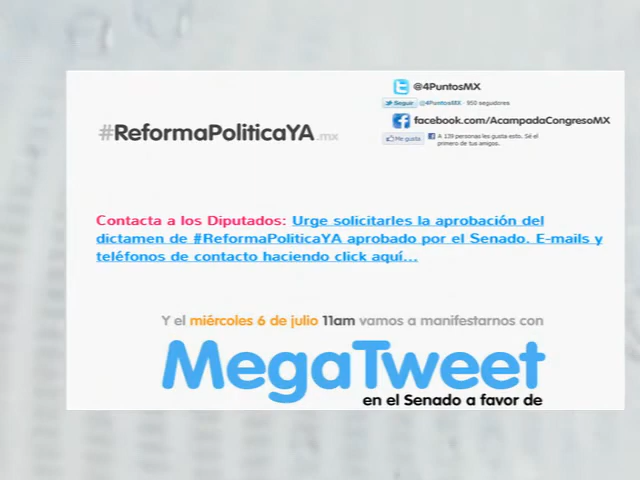 #ReformaPoliticaYA.mx
@4PuntosMX
Seguir @4PuntosMX · 950 seguidores
facebook.com/AcampadaCongresoMX
Me gusta A 139 personas les gusta esto. Sé el
primero de tus amigos.
Contacta a los Diputados: Urge solicitarles la aprobación del
dictamen de #ReformaPoliticaYA aprobado por el Senado. E-mails y
teléfonos de contacto haciendo click aquí...
Y el miércoles 6 de julio 11am vamos a manifestarnos con
MegaTweet
en el Senado a favor de